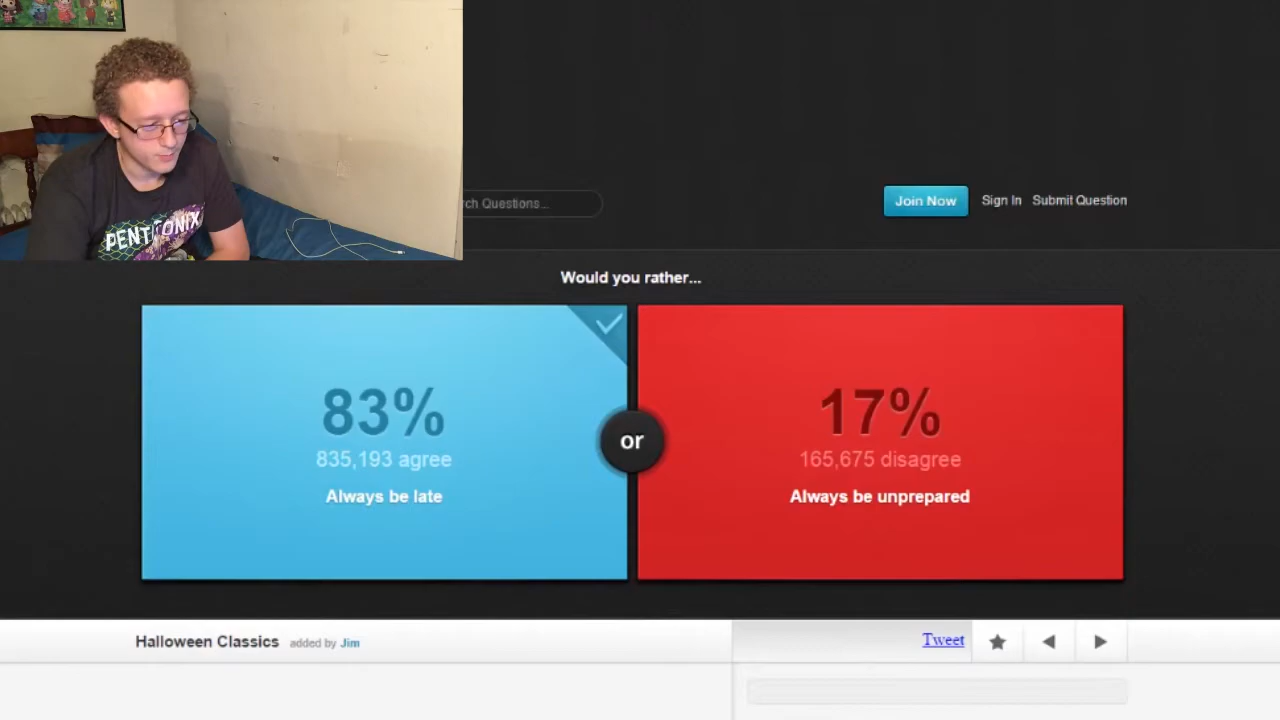 PENTATONIX
rch Questions...
Join Now
Sign In
Submit Question
Would you rather...
83%
835,193 agree
Always be late
or
17%
165,675 disagree
Always be unprepared
Halloween Classics added by Jim
Tweet